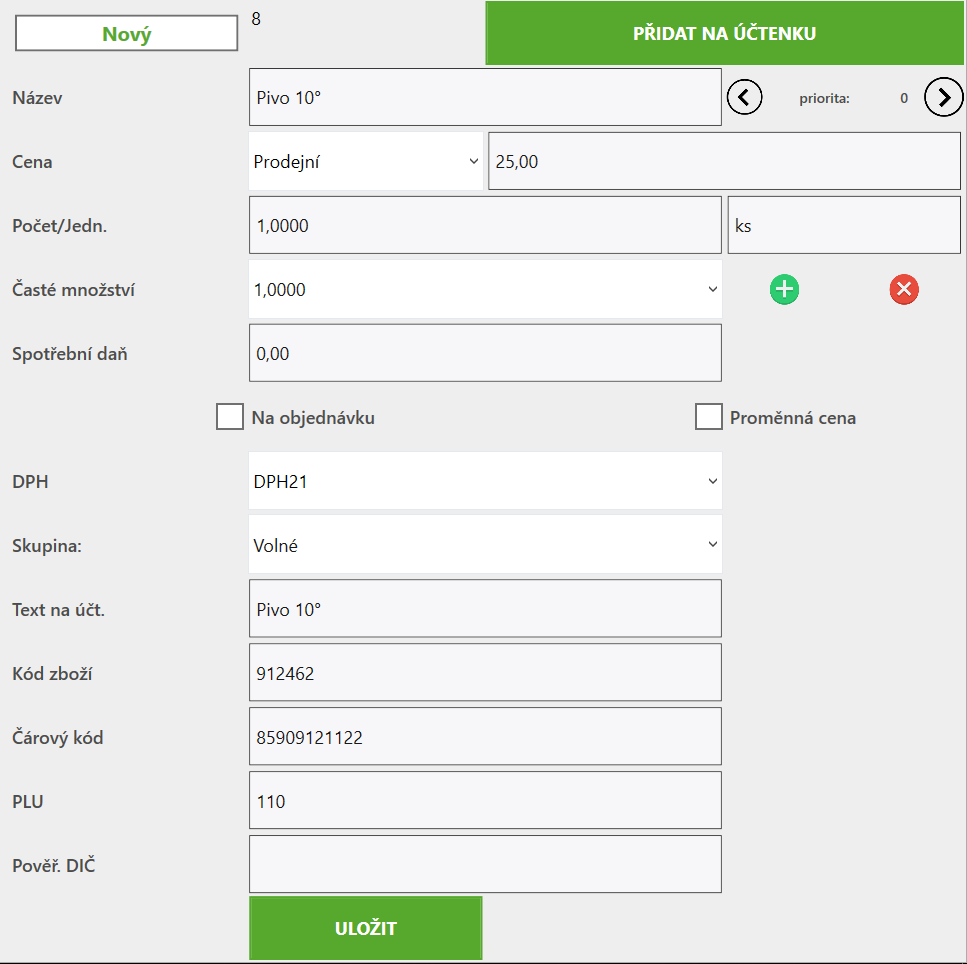 Nový 8 PŘIDAT NA ÚČTENKU
Název Pivo 10° priorita: 0
Cena Prodejní 25,00
Počet/Jedn. 1,0000 ks
Časté množství 1,0000
Spotřební daň 0,00
Na objednávku Proměnná cena
DPH DPH21
Skupina: Volné
Text na účt. Pivo 10°
Kód zboží 912462
Čárový kód 85909121122
PLU 110
Pověř. DIČ
ULOŽIT